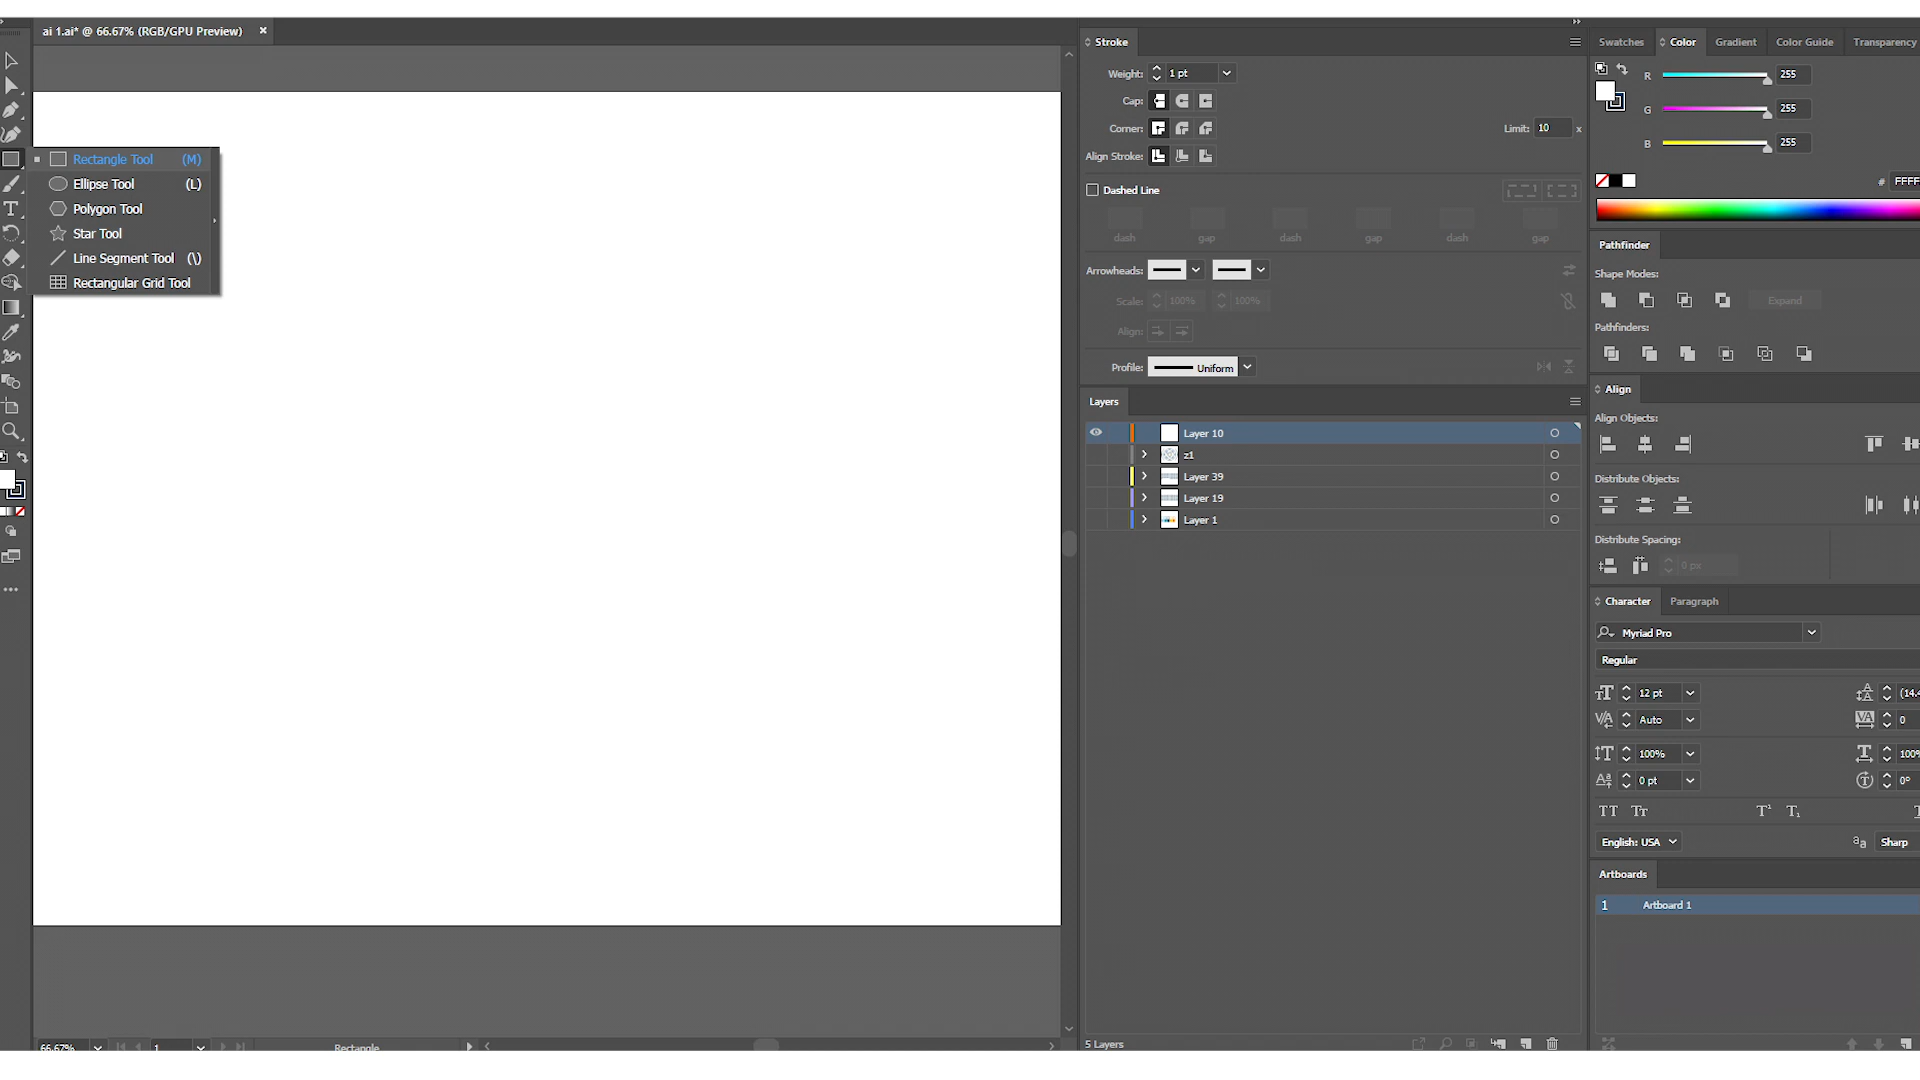 ai 1.ai* @ 66.67% (RGB/GPU Preview)
Rectangle Tool (M)
Ellipse Tool (L)
Polygon Tool
Star Tool
Line Segment Tool (\)
Rectangular Grid Tool
66.67% 1 Rectangle
Stroke
Weight: 1 pt
Cap:
Corner: Limit: 10 x
Align Stroke:
Dashed Line
dash gap dash gap dash gap
Arrowheads:
Scale: 100% 100%
Align:
Profile: Uniform
Layers
Layer 10
z1
Layer 39
Layer 19
Layer 1
5 Layers
Swatches Color Gradient Color Guide Transparency
R 255
G 255
B 255
# FFFF
Pathfinder
Shape Modes:
Expand
Pathfinders:
Align
Align Objects:
Distribute Objects:
Distribute Spacing:
0 px
Character Paragraph
Myriad Pro
Regular
12 pt (14.4
Auto 0
100% 100%
0 pt 0°
English: USA Sharp
Artboards
1 Artboard 1